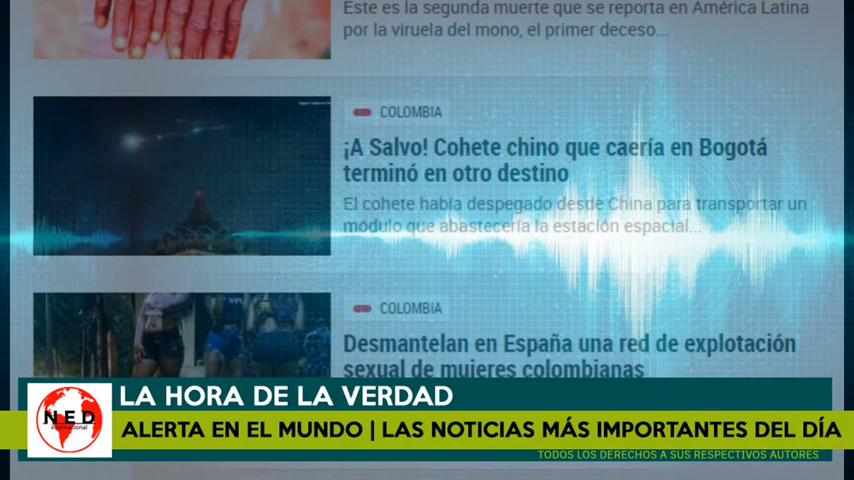 Este es la segunda muerte que se reporta en América Latina
por la viruela del mono, el primer deceso...
COLOMBIA
¡A Salvo! Cohete chino que caería en Bogotá
terminó en otro destino
El cohete había despegado desde China para transportar un
módulo que abastecería la estación espacial...
COLOMBIA
Desmantelan en España una red de explotación
sexual de mujeres colombianas
LA HORA DE LA VERDAD
NED
international
ALERTA EN EL MUNDO | LAS NOTICIAS MÁS IMPORTANTES DEL DÍA
TODOS LOS DERECHOS A SUS RESPECTIVOS AUTORES